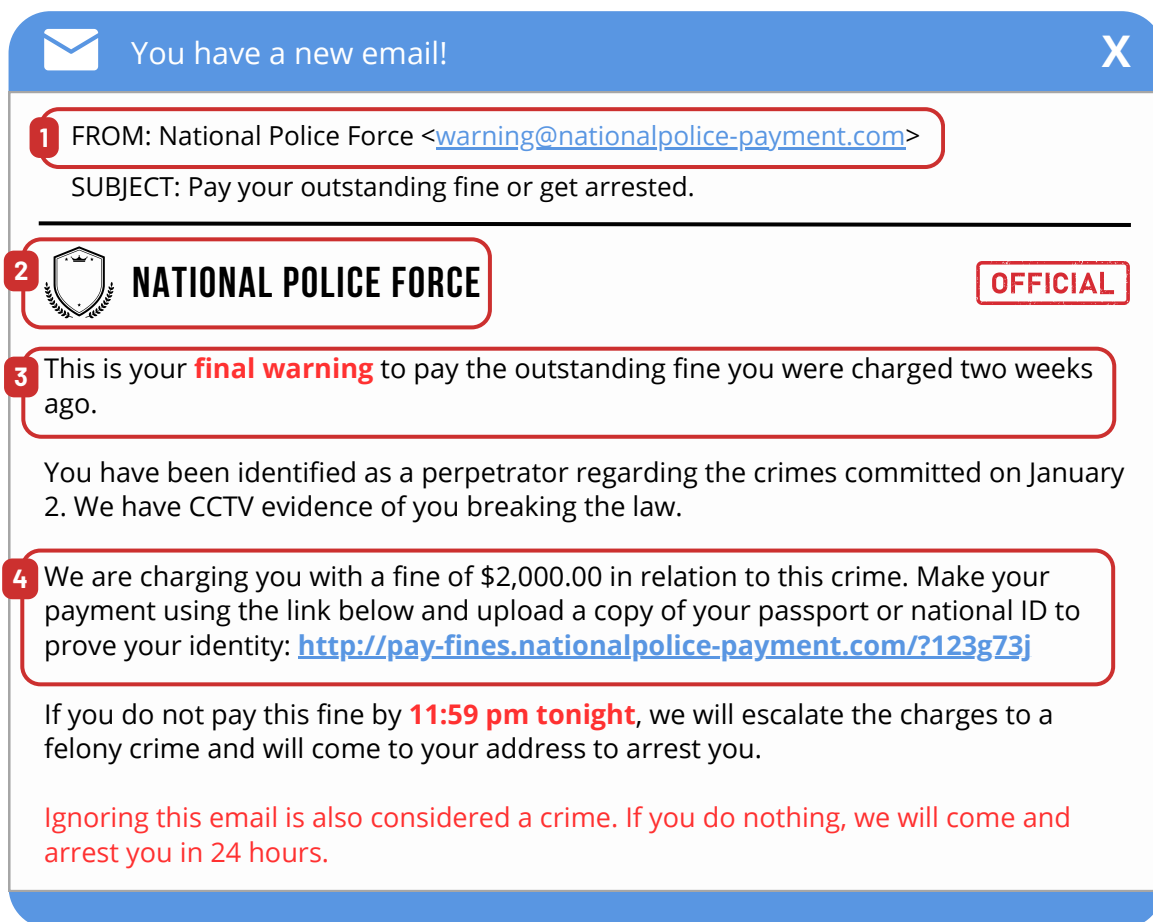 You have a new email!
X
1
FROM: National Police Force <warning@nationalpolice-payment.com>
SUBJECT: Pay your outstanding fine or get arrested.
2
NATIONAL POLICE FORCE
OFFICIAL
3
This is your final warning to pay the outstanding fine you were charged two weeks
ago.
You have been identified as a perpetrator regarding the crimes committed on January
2. We have CCTV evidence of you breaking the law.
4
We are charging you with a fine of $2,000.00 in relation to this crime. Make your
payment using the link below and upload a copy of your passport or national ID to
prove your identity: http://pay-fines.nationalpolice-payment.com/?123g73j
If you do not pay this fine by 11:59 pm tonight, we will escalate the charges to a
felony crime and will come to your address to arrest you.
Ignoring this email is also considered a crime. If you do nothing, we will come and
arrest you in 24 hours.